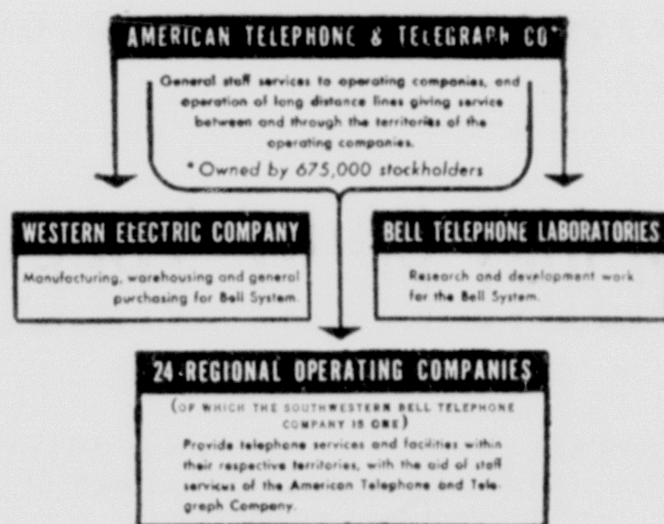 AMERICAN TELEPHONE & TELEGRAPH CO*
General staff services to operating companies, and
operation of long distance lines giving service
between and through the territories of the
operating companies.
*Owned by 675,000 stockholders
WESTERN ELECTRIC COMPANY
Manufacturing, warehousing and general
purchasing for Bell System.
BELL TELEPHONE LABORATORIES
Research and development work
for the Bell System.
24 REGIONAL OPERATING COMPANIES
(OF WHICH THE SOUTHWESTERN BELL TELEPHONE
COMPANY IS ONE)
Provide telephone services and facilities within
their respective territories, with the aid of staff
services of the American Telephone and Tele-
graph Company.